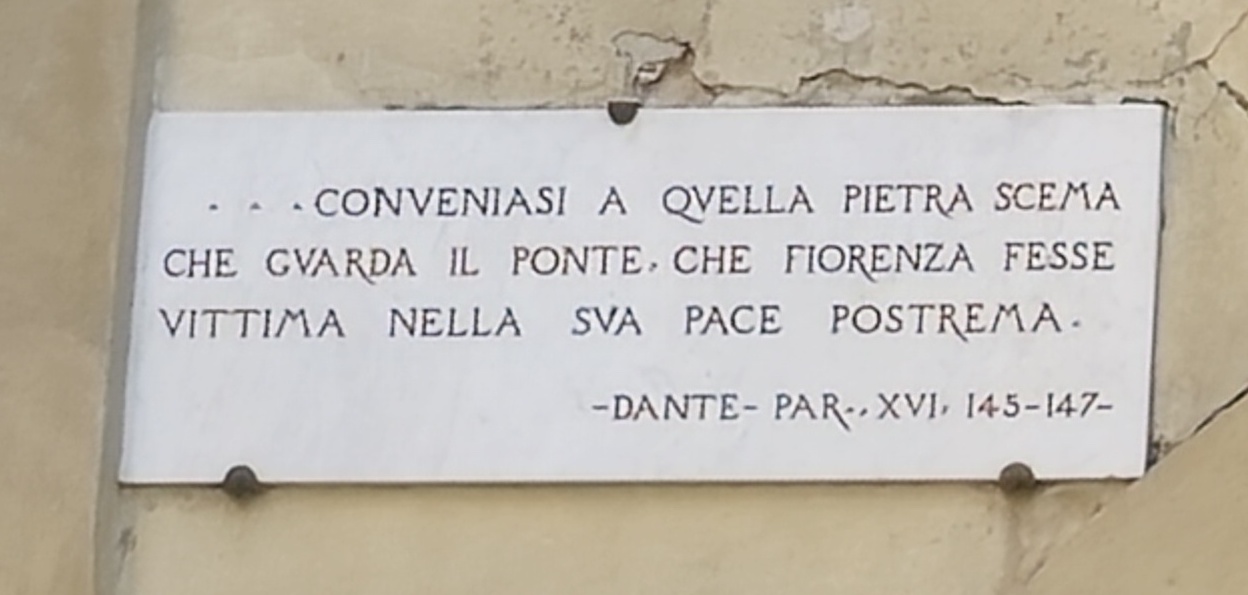 . . . CONVENIASI A QVELLA PIETRA SCEMA
CHE GVARDA IL PONTE, CHE FIORENZA FESSE
VITTIMA NELLA SVA PACE POSTREMA.
-DANTE- PAR., XVI, 145-147-